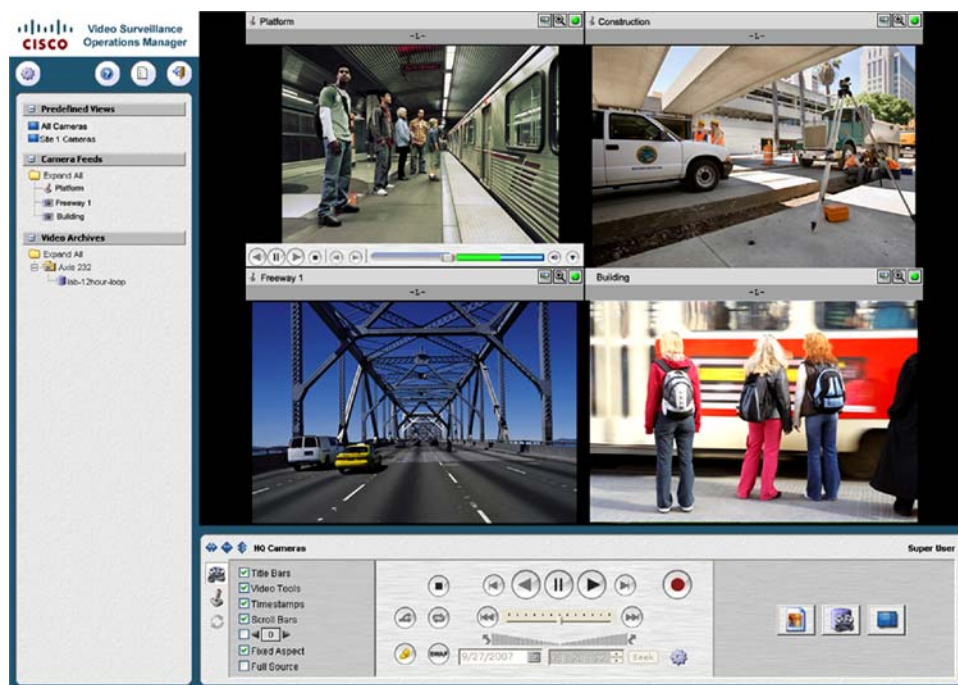 CISCO
Video Surveillance
Operations Manager
Predefined Views
All Cameras
Site 1 Cameras
Camera Feeds
Expand All
Platform
Freeway 1
Building
Video Archives
Expand All
Axis 232
lab-12hour-loop
Platform
-L-
Construction
-L-
Freeway 1
-L-
Building
-L-
HQ Cameras
Super User
Title Bars
Video Tools
Timestamps
Scroll Bars
0
Fixed Aspect
Full Source
SWAP
9/27/2007
Seek